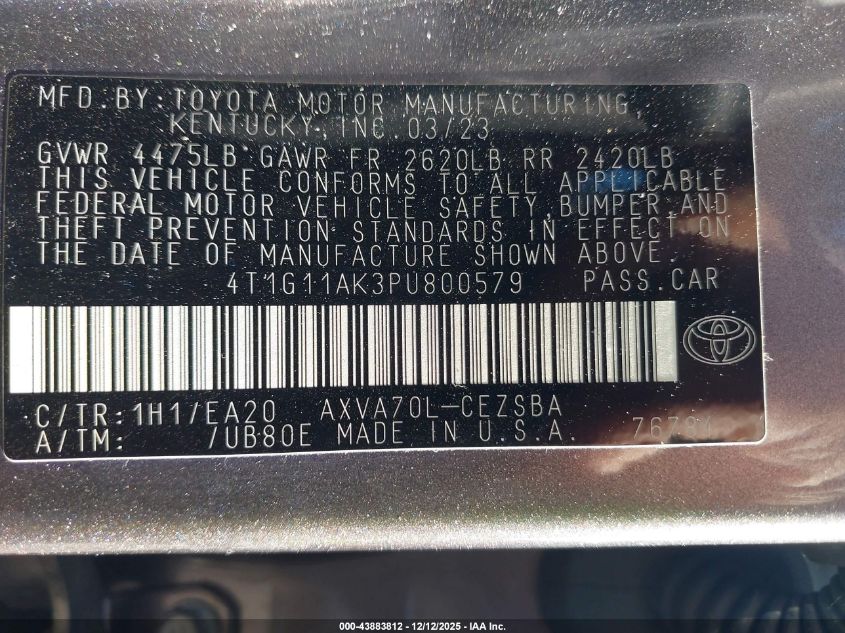 MFD. BY: TOYOTA MOTOR MANUFACTURING,
KENTUCKY, INC 03/23
GVWR 4475LB GAWR FR 2620LB RR 2420LB
THIS VEHICLE CONFORMS TO ALL APPLICABLE
FEDERAL MOTOR VEHICLE SAFETY, BUMPER, AND
THEFT PREVENTION STANDARDS IN EFFECT ON
THE DATE OF MANUFACTURE SHOWN ABOVE.
4T1G11AK3PU800579 PASS.CAR
C/TR: 1H1/EA20 AXVA70L-CEZSBA
A/TM: /UB80E MADE IN U.S.A.
000-43883812 - 12/12/2025 - IAA Inc.